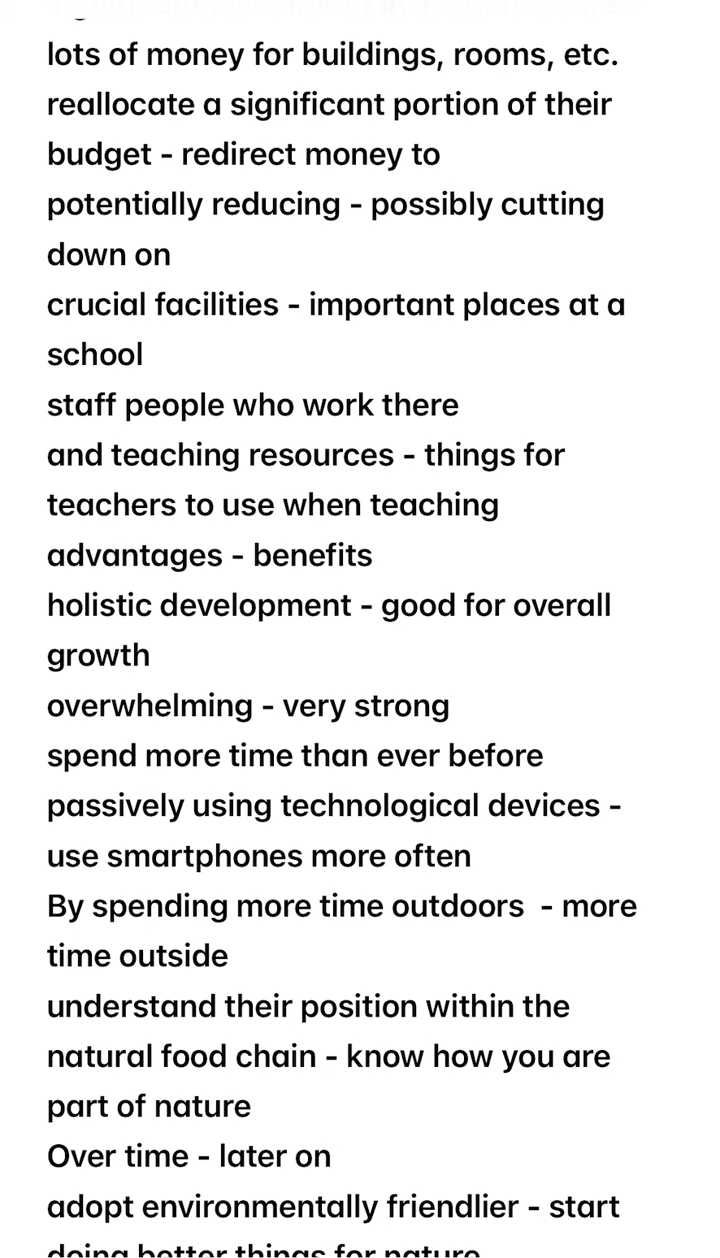 lots of money for buildings, rooms, etc.
reallocate a significant portion of their
budget - redirect money to
potentially reducing - possibly cutting
down on
crucial facilities - important places at a
school
staff people who work there
and teaching resources - things for
teachers to use when teaching
advantages - benefits
holistic development - good for overall
growth
overwhelming - very strong
spend more time than ever before
passively using technological devices -
use smartphones more often
By spending more time outdoors  - more
time outside
understand their position within the
natural food chain - know how you are
part of nature
Over time - later on
adopt environmentally friendlier - start
doing better things for nature